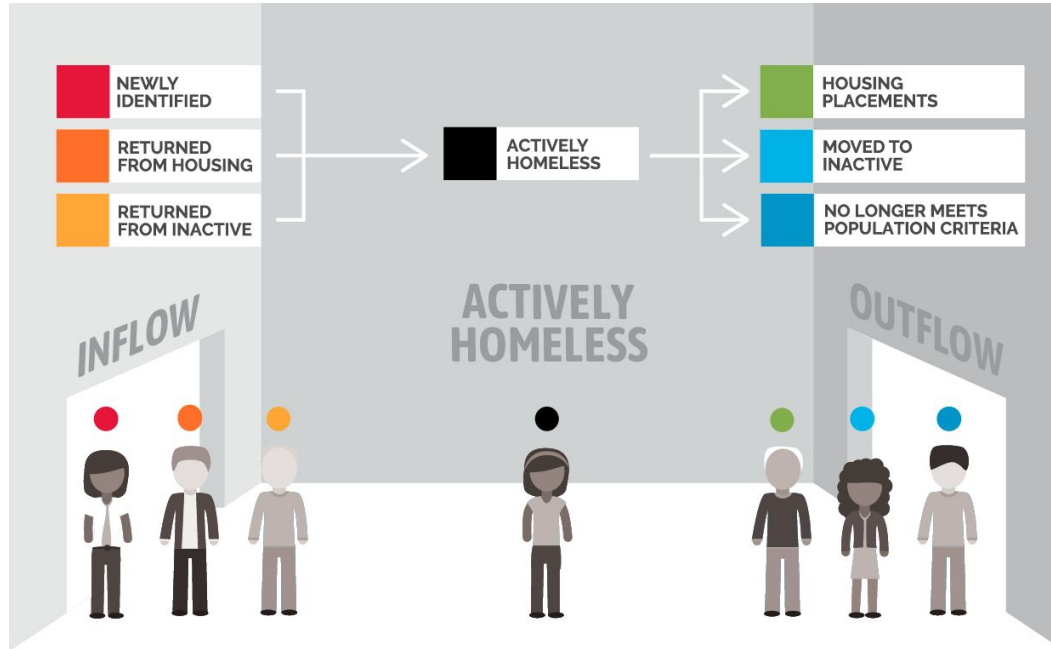 NEWLY
IDENTIFIED
RETURNED
FROM HOUSING
RETURNED
FROM INACTIVE
ACTIVELY
HOMELESS
HOUSING
PLACEMENTS
MOVED TO
INACTIVE
NO LONGER MEETS
POPULATION CRITERIA
INFLOW
ACTIVELY
HOMELESS
OUTFLOW